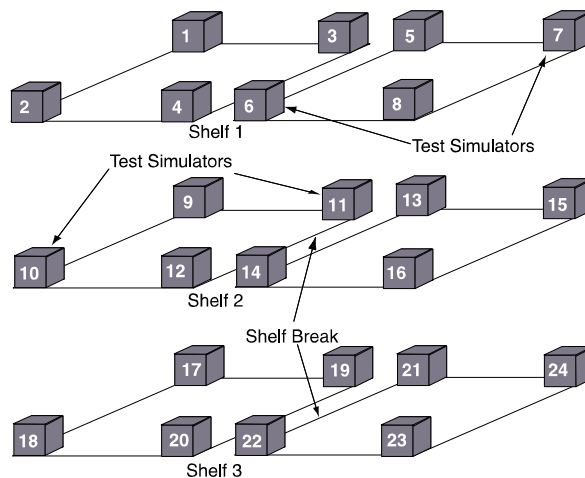 1 3 5 7
2 4 6 8
Shelf 1
Test Simulators
Test Simulators
9 11 13 15
10 12 14 16
Shelf 2
Shelf Break
17 19 21 24
18 20 22 23
Shelf 3